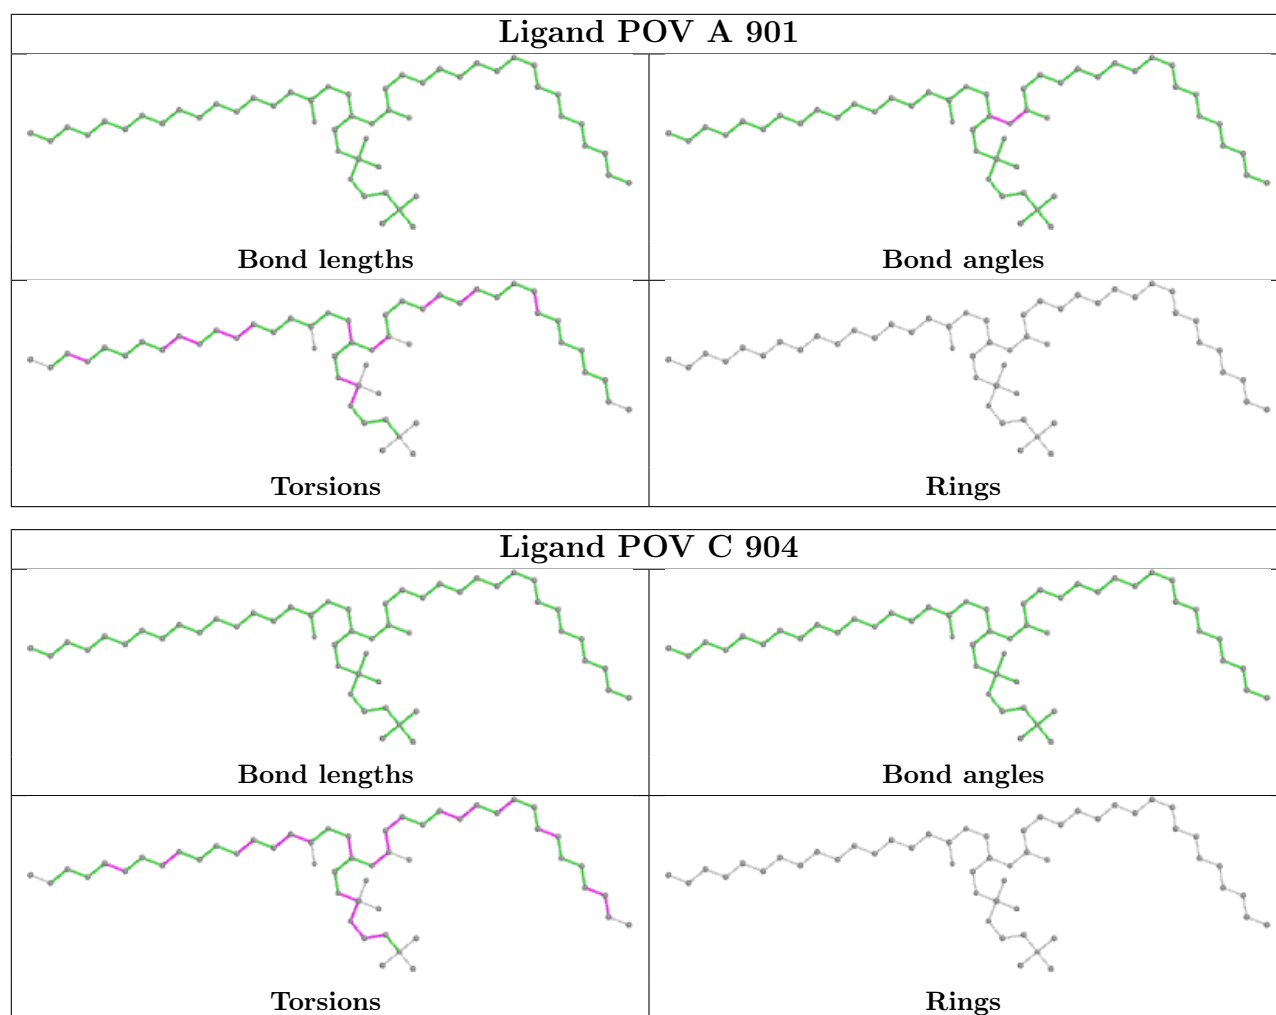 Ligand POV A 901
Bond lengths
Bond angles
Torsions
Rings
Ligand POV C 904
Bond lengths
Bond angles
Torsions
Rings